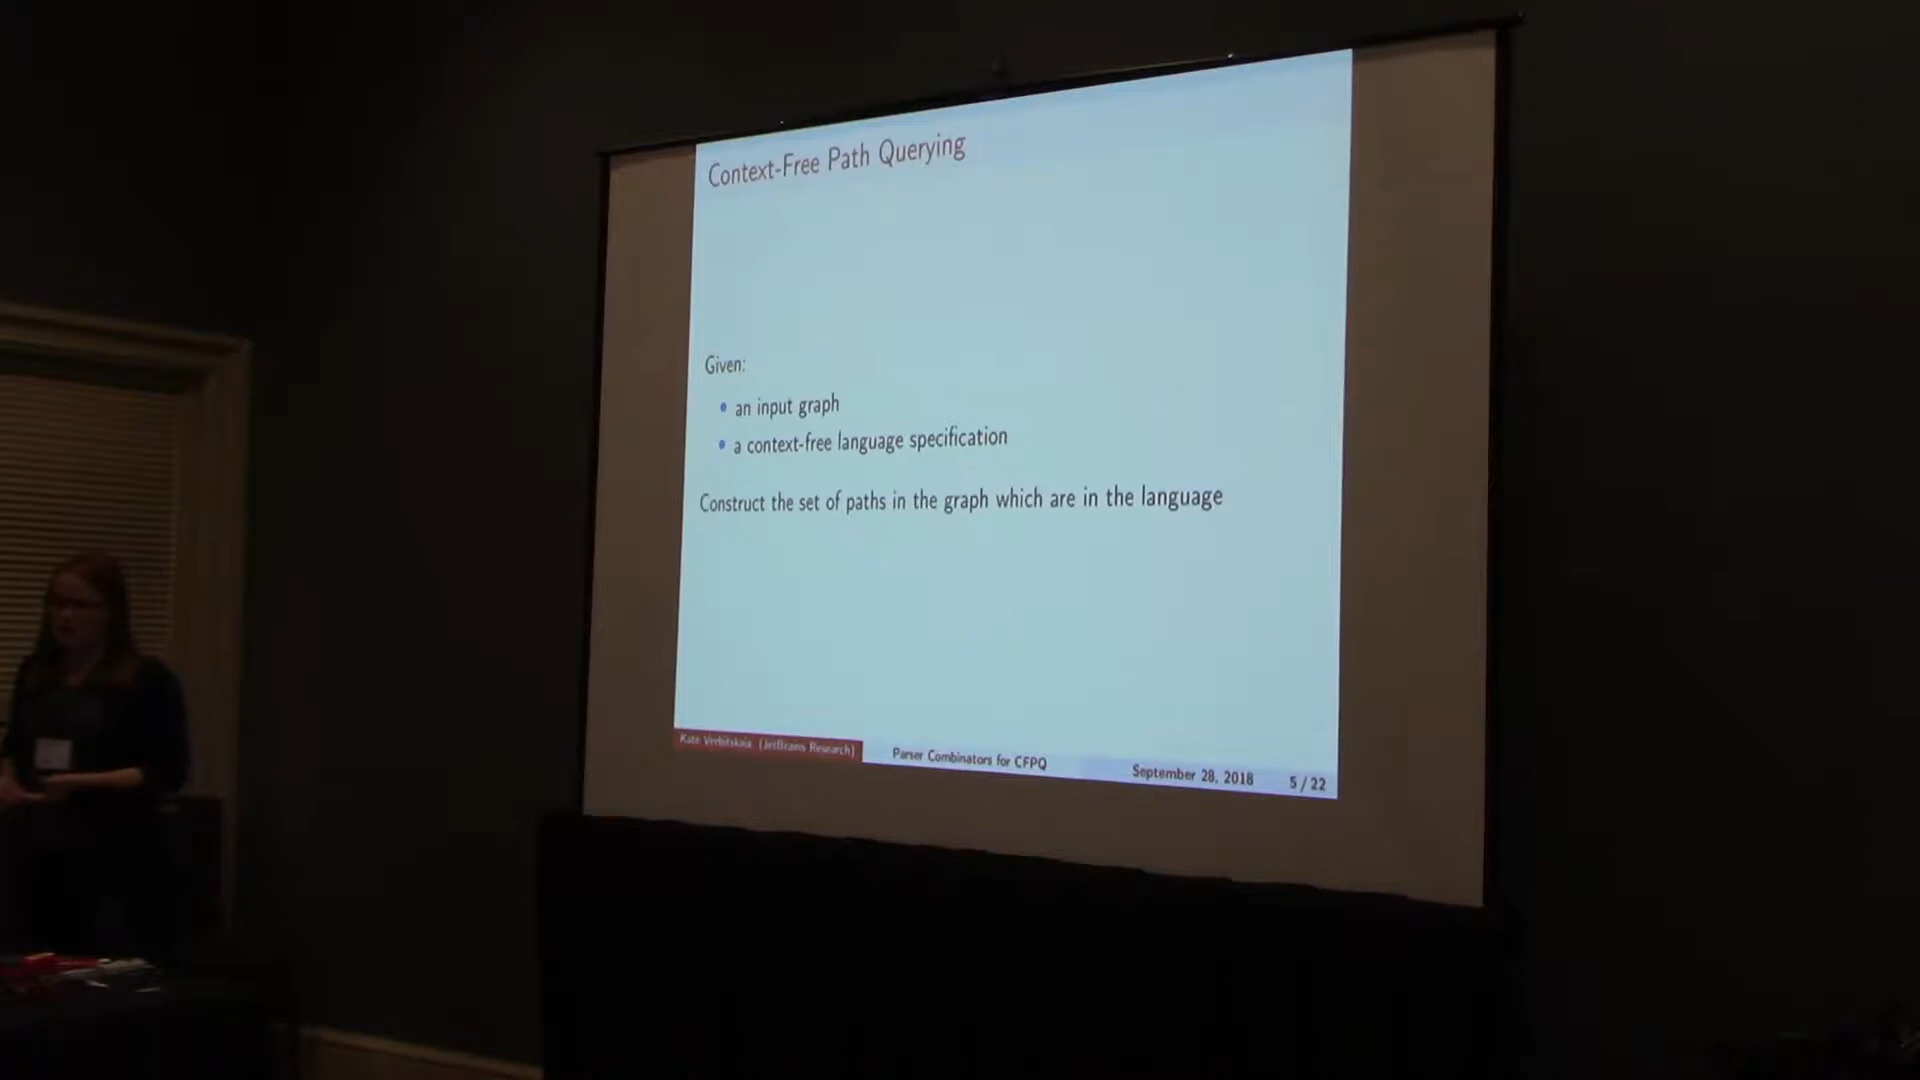 Context-Free Path Querying
Given:
• an input graph
• a context-free language specification
Construct the set of paths in the graph which are in the language
Kate Verbitskaia (JetBrains Research)
Parser Combinators for CFPQ
September 28, 2018
5 / 22